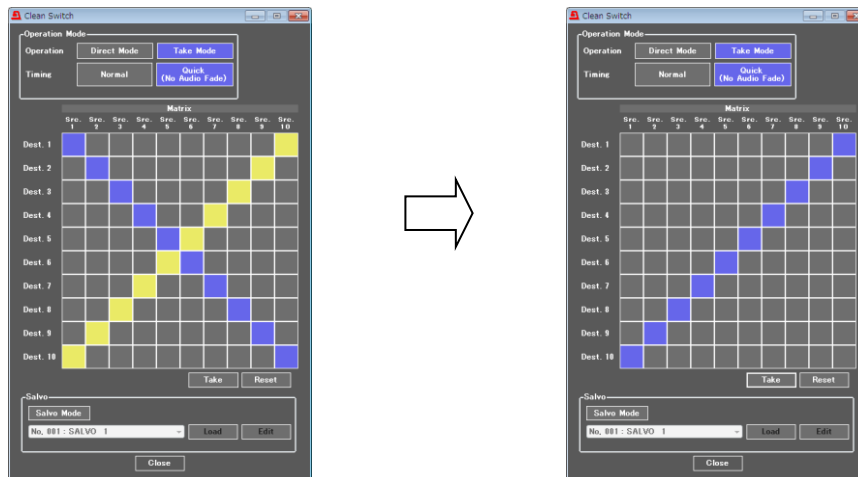 Clean Switch
Operation Mode
Operation Direct Mode Take Mode
Timing Normal Quick
(No Audio Fade)
Matrix
Src. Src. Src. Src. Src. Src. Src. Src. Src. Src.
1 2 3 4 5 6 7 8 9 10
Dest. 1
Dest. 2
Dest. 3
Dest. 4
Dest. 5
Dest. 6
Dest. 7
Dest. 8
Dest. 9
Dest. 10
Take Reset
Salvo
Salvo Mode
No. 001 : SALVO 1 Load Edit
Close
Clean Switch
Operation Mode
Operation Direct Mode Take Mode
Timing Normal Quick
(No Audio Fade)
Matrix
Src. Src. Src. Src. Src. Src. Src. Src. Src. Src.
1 2 3 4 5 6 7 8 9 10
Dest. 1
Dest. 2
Dest. 3
Dest. 4
Dest. 5
Dest. 6
Dest. 7
Dest. 8
Dest. 9
Dest. 10
Take Reset
Salvo
Salvo Mode
No. 001 : SALVO 1 Load Edit
Close